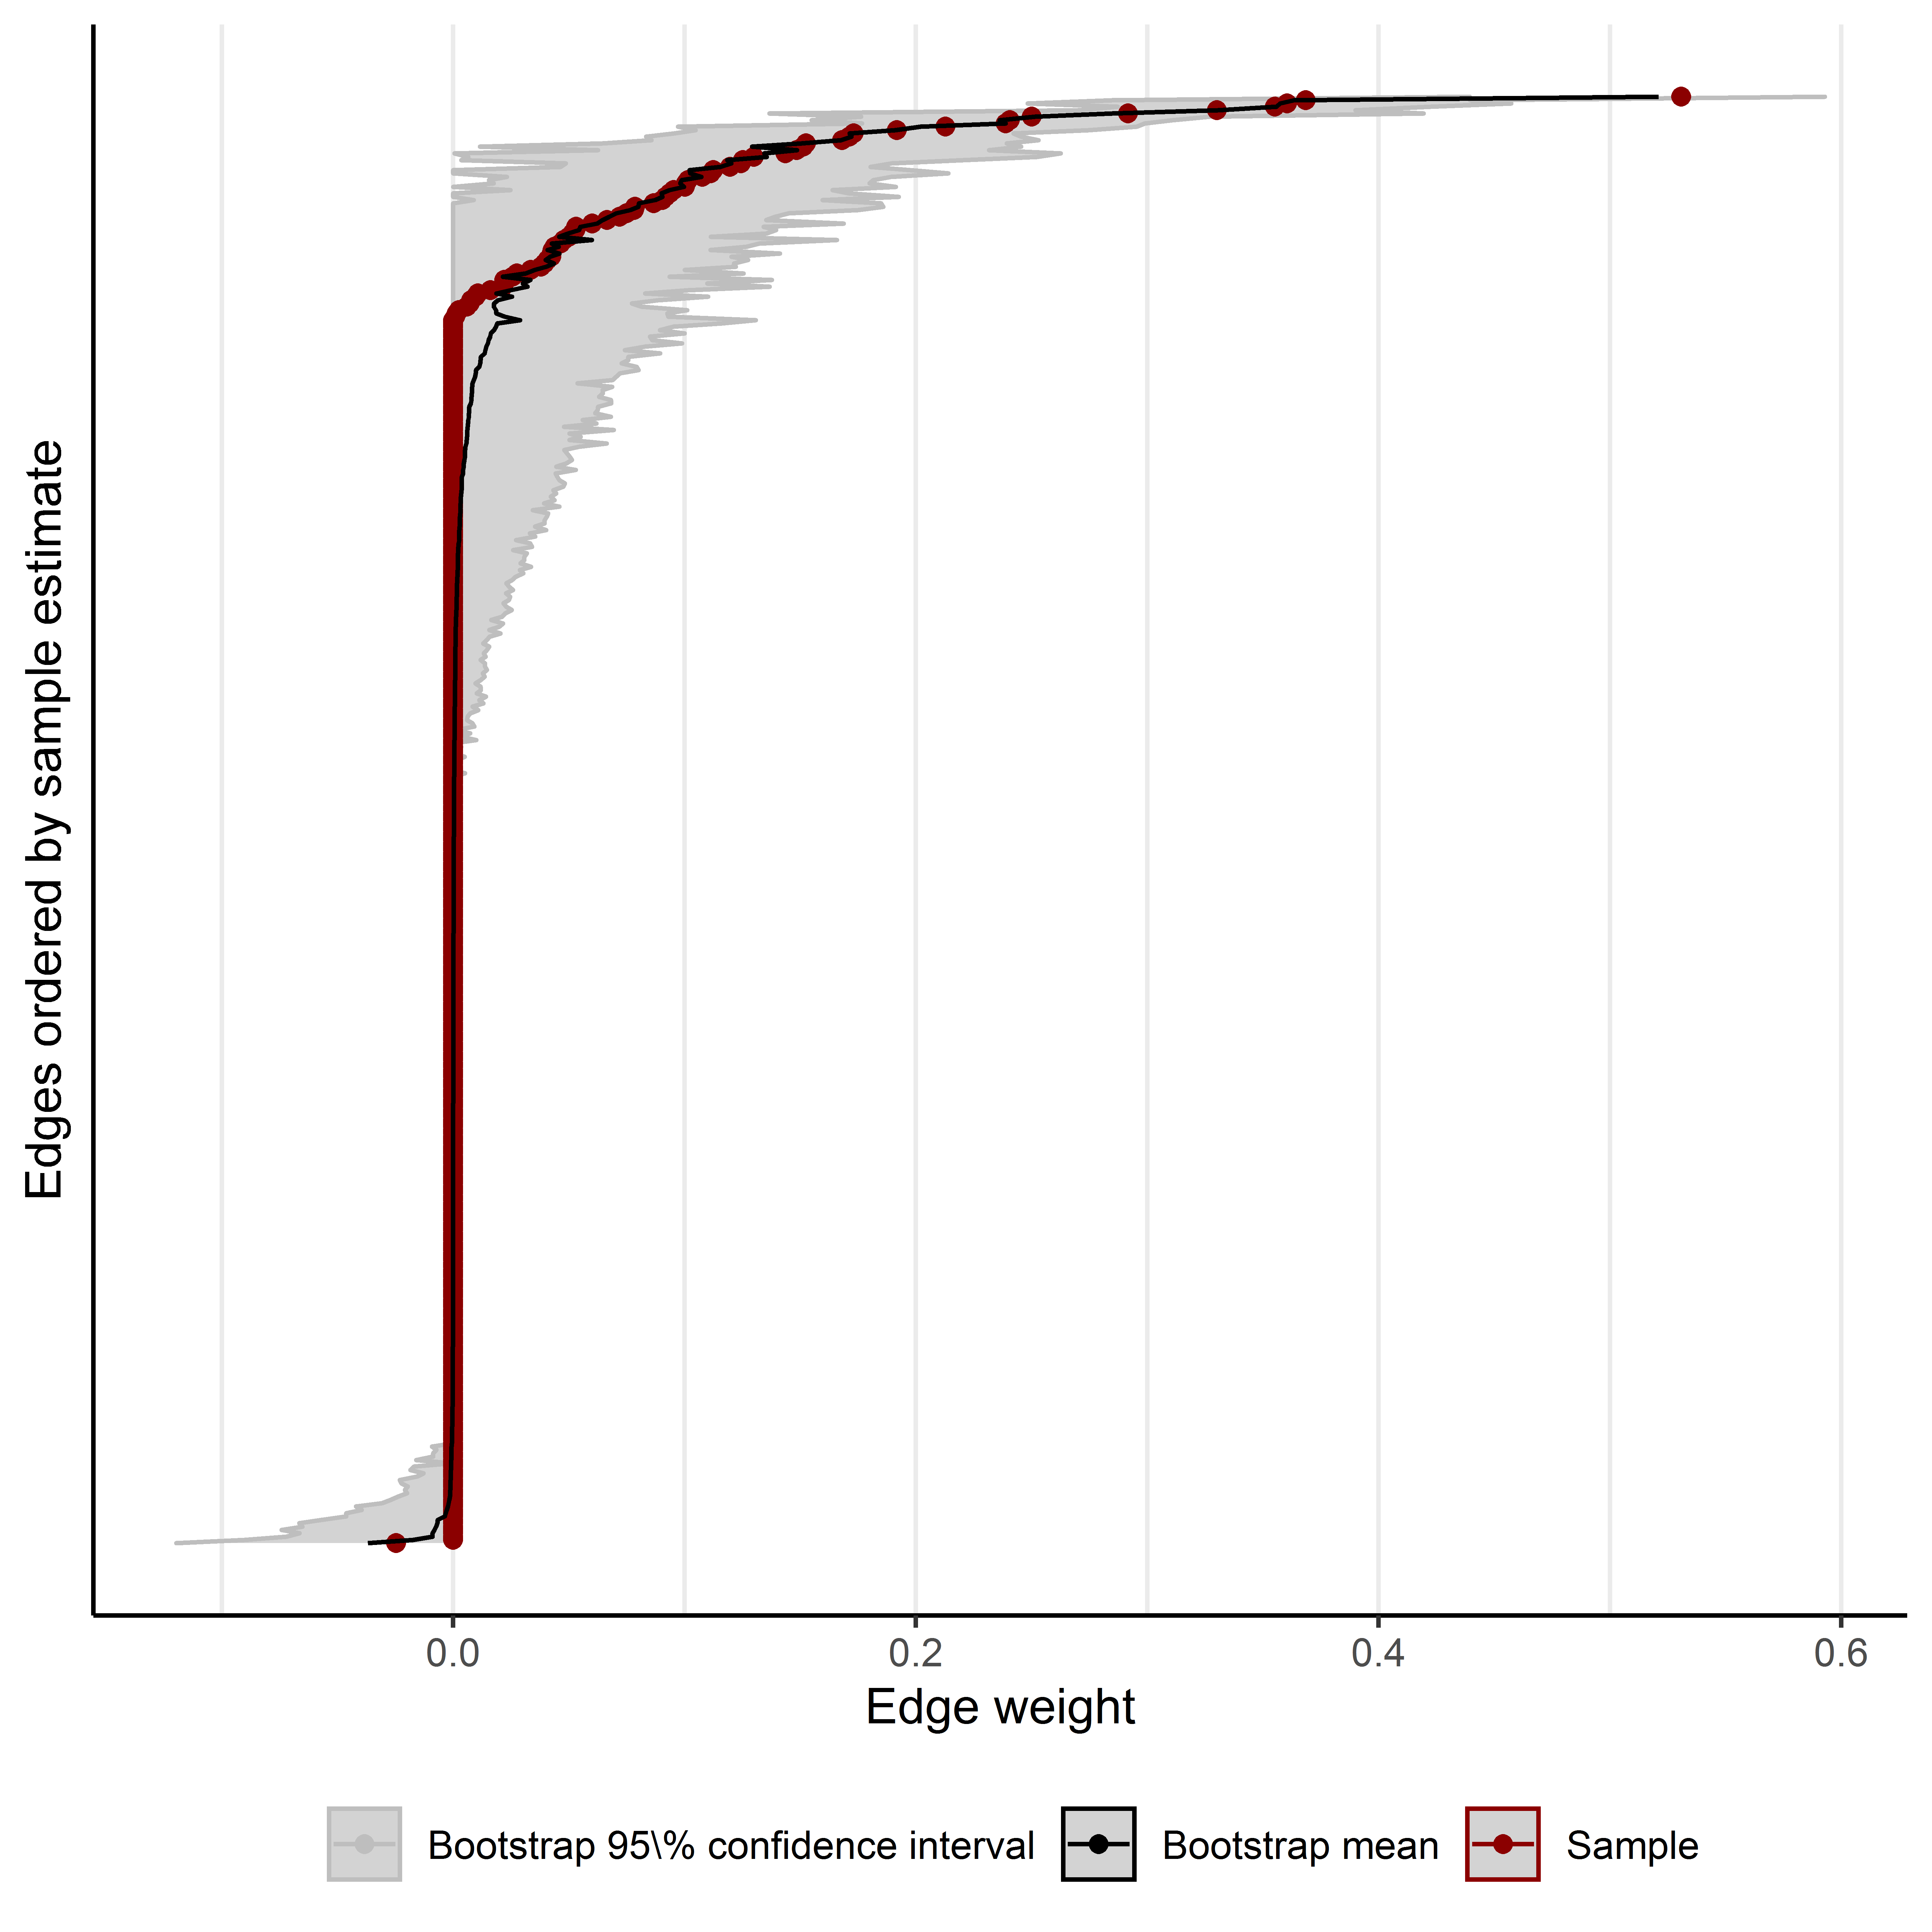 Edges ordered by sample estimate
0.0
0.2
0.4
0.6
Edge weight
Bootstrap 95\% confidence interval
Bootstrap mean
Sample